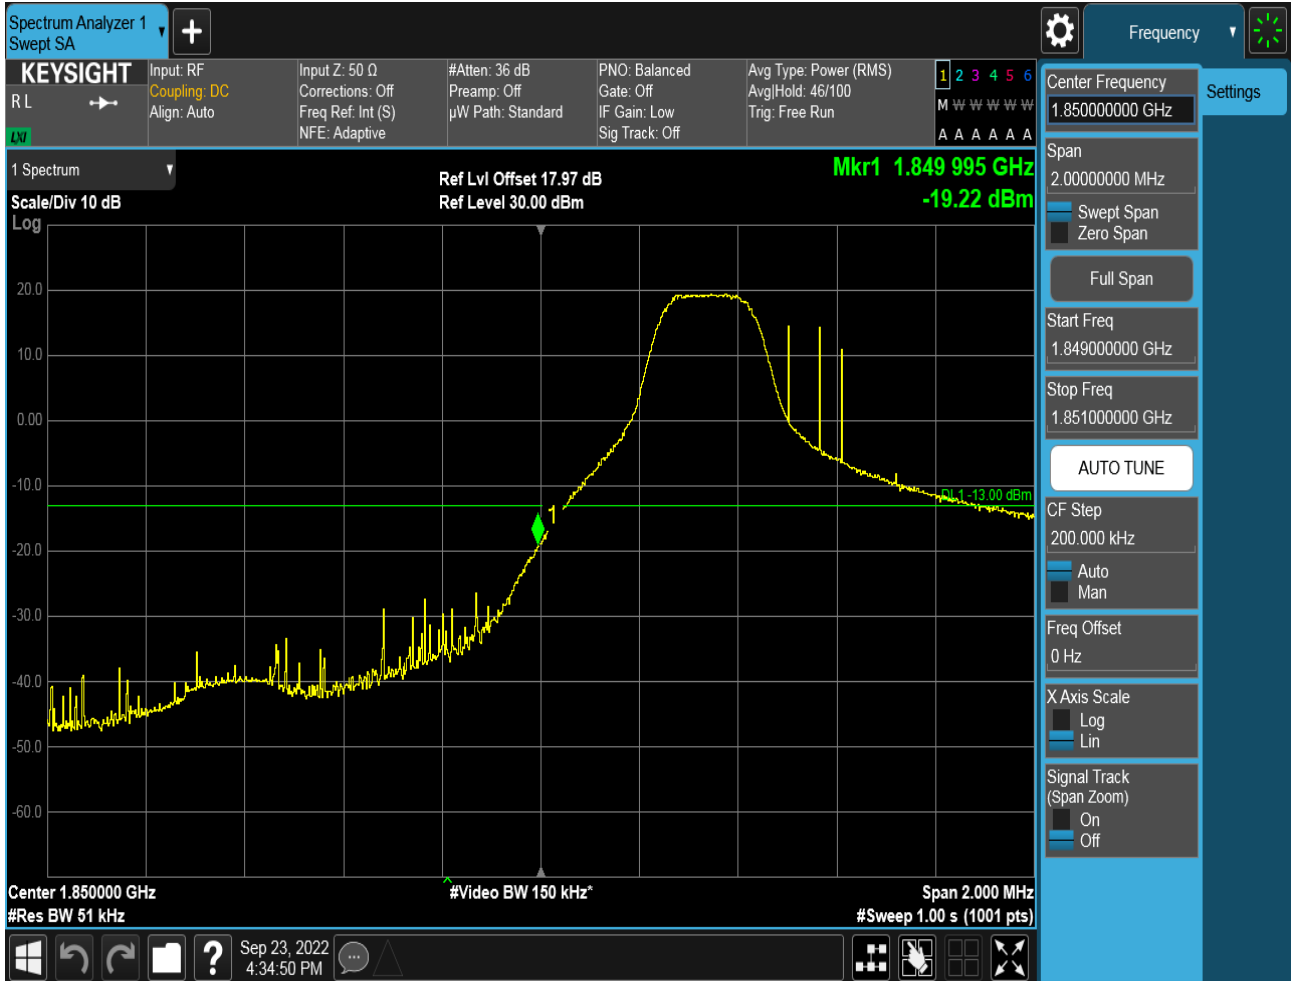 Spectrum Analyzer 1
Swept SA
Frequency
KEYSIGHT
R L
LXI
Input: RF
Coupling: DC
Align: Auto
Input Z: 50 Ω
Corrections: Off
Freq Ref: Int (S)
NFE: Adaptive
#Atten: 36 dB
Preamp: Off
µW Path: Standard
PNO: Balanced
Gate: Off
IF Gain: Low
Sig Track: Off
Avg Type: Power (RMS)
Avg|Hold: 46/100
Trig: Free Run
1 2 3 4 5 6
M W W W W W
A A A A A A
1 Spectrum
Scale/Div 10 dB
Log
Ref Lvl Offset 17.97 dB
Ref Level 30.00 dBm
Mkr1 1.849 995 GHz
-19.22 dBm
20.0
10.0
0.00
-10.0
-20.0
-30.0
-40.0
-50.0
-60.0
DL1 -13.00 dBm
1
Center 1.850000 GHz
#Res BW 51 kHz
#Video BW 150 kHz*
Span 2.000 MHz
#Sweep 1.00 s (1001 pts)
Sep 23, 2022
4:34:50 PM
Settings
Center Frequency
1.850000000 GHz
Span
2.00000000 MHz
Swept Span
Zero Span
Full Span
Start Freq
1.849000000 GHz
Stop Freq
1.851000000 GHz
AUTO TUNE
CF Step
200.000 kHz
Auto
Man
Freq Offset
0 Hz
X Axis Scale
Log
Lin
Signal Track
(Span Zoom)
On
Off